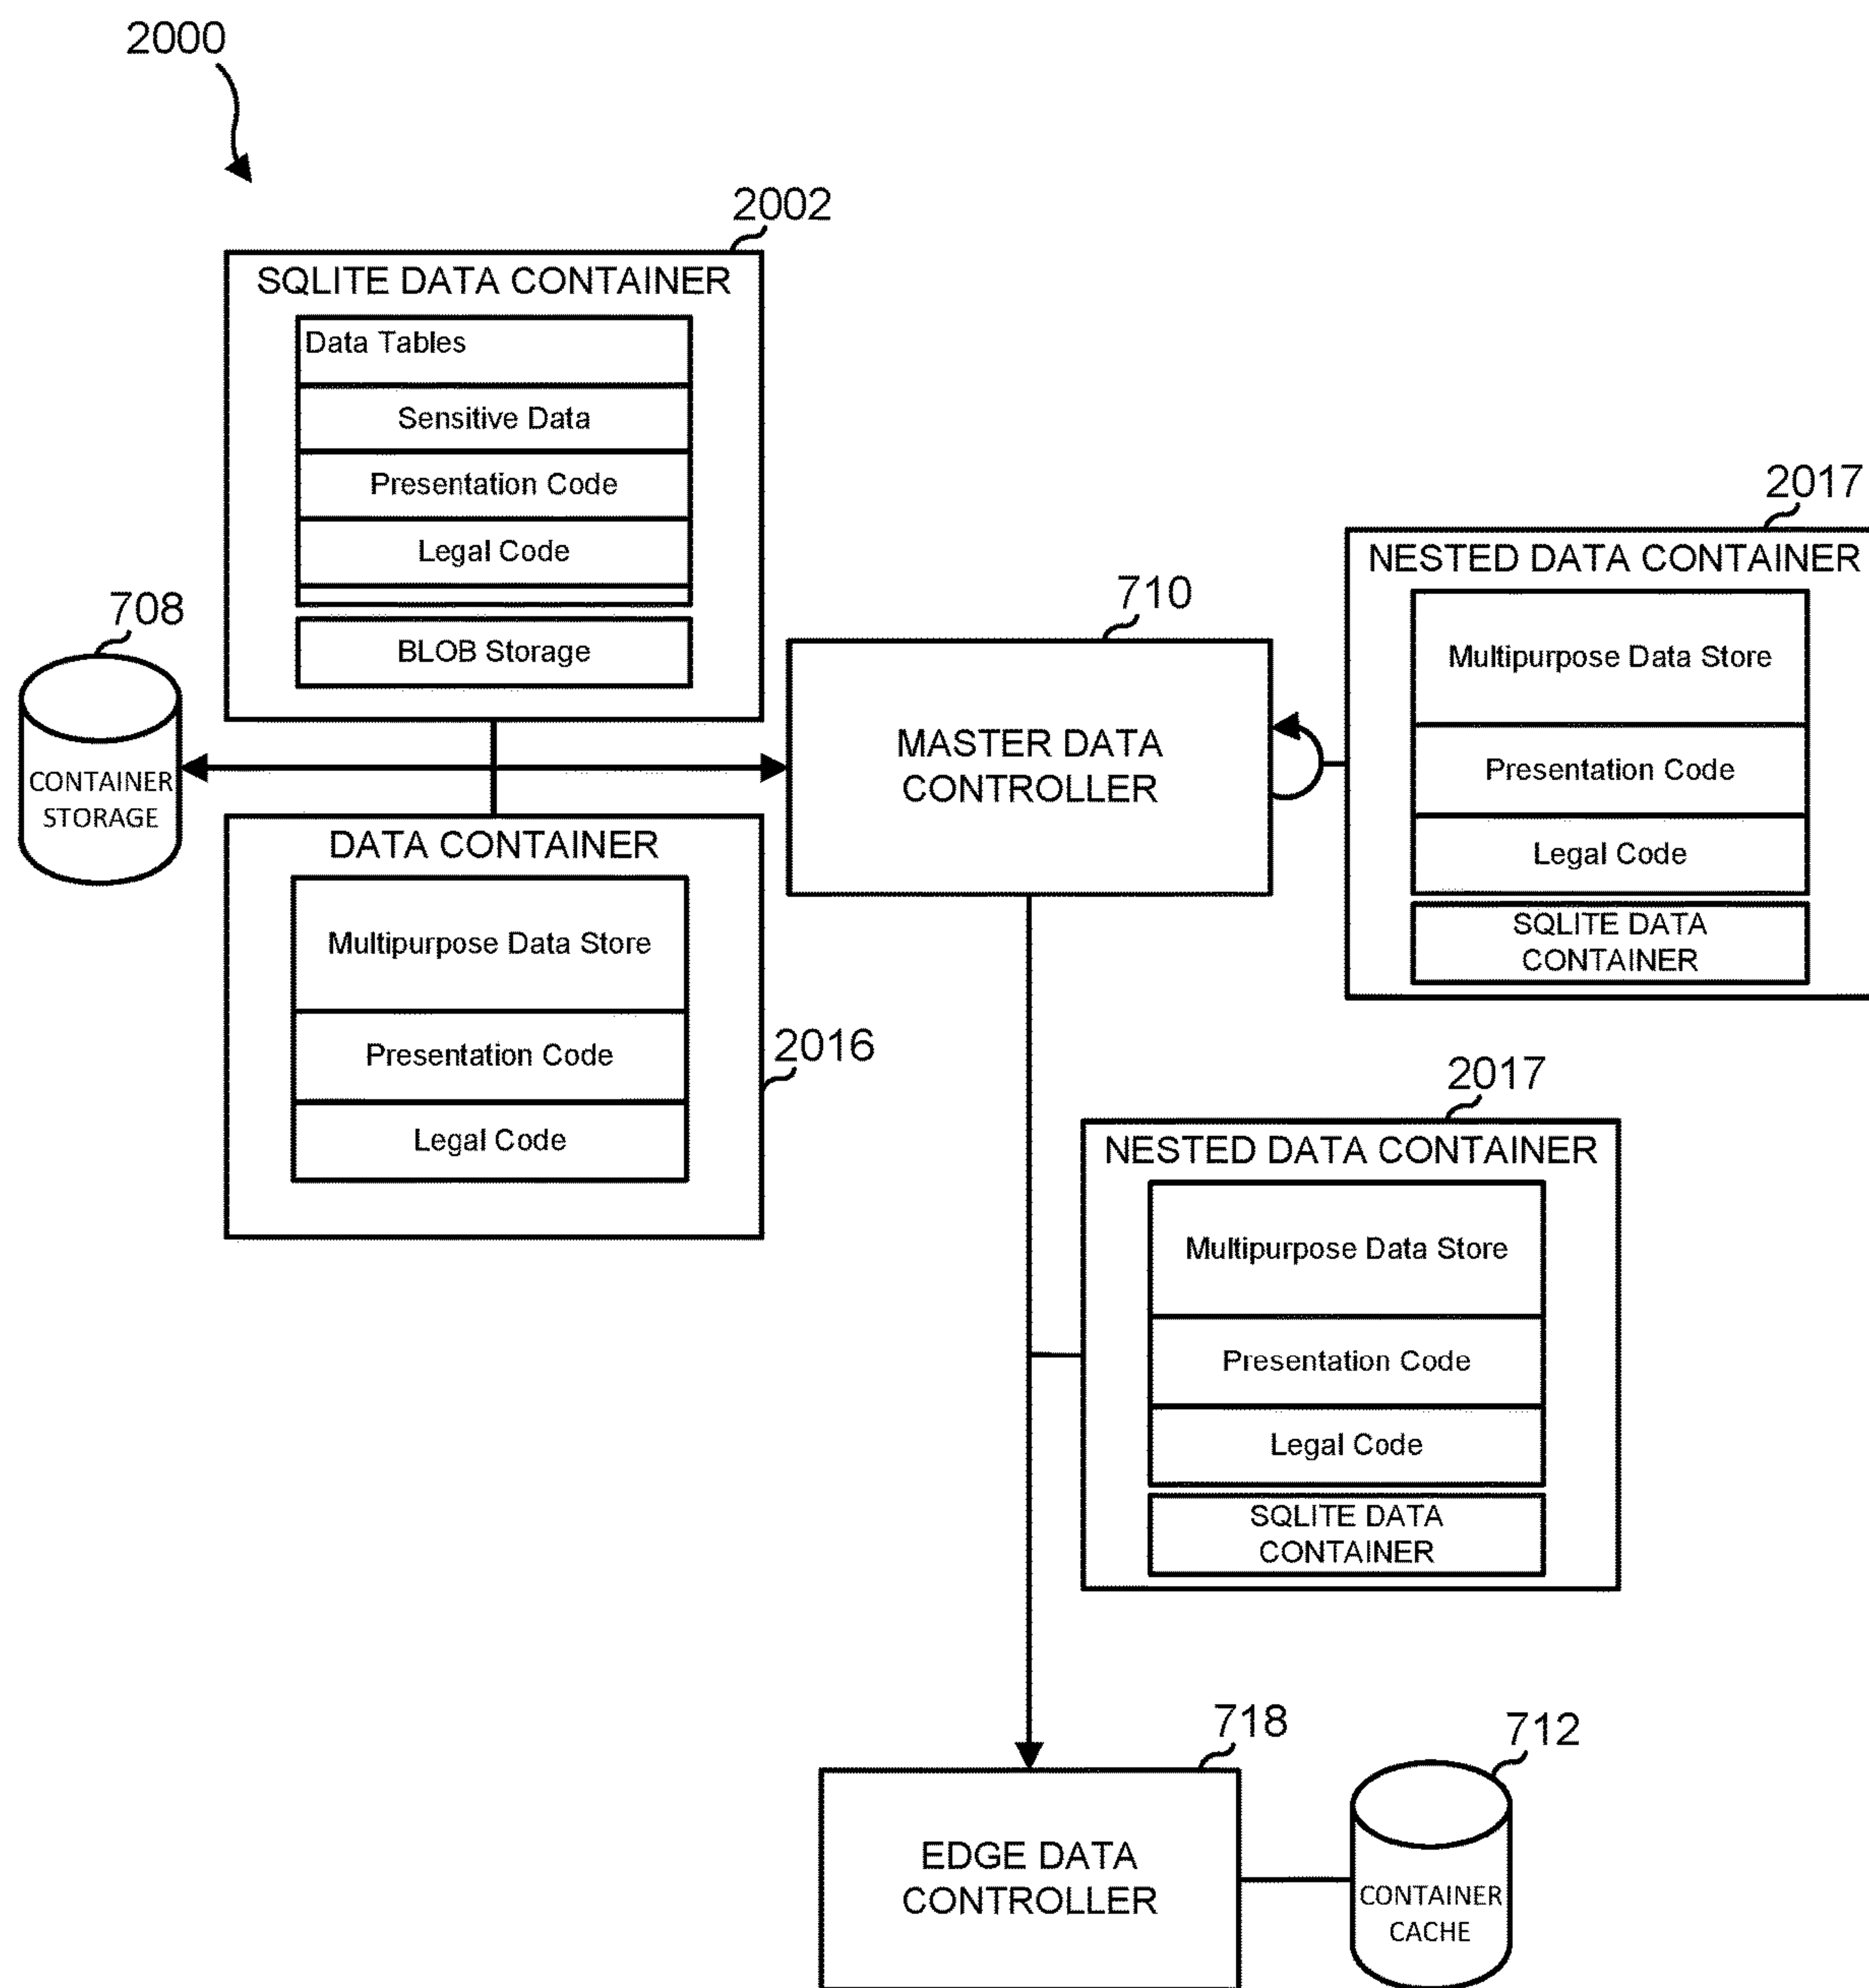 2000
2002
SQLITE DATA CONTAINER
Data Tables
Sensitive Data
Presentation Code
Legal Code
BLOB Storage
708
CONTAINER
STORAGE
710
MASTER DATA
CONTROLLER
2017
NESTED DATA CONTAINER
Multipurpose Data Store
Presentation Code
Legal Code
SQLITE DATA
CONTAINER
DATA CONTAINER
Multipurpose Data Store
Presentation Code
Legal Code
2016
2017
NESTED DATA CONTAINER
Multipurpose Data Store
Presentation Code
Legal Code
SQLITE DATA
CONTAINER
718
EDGE DATA
CONTROLLER
712
CONTAINER
CACHE